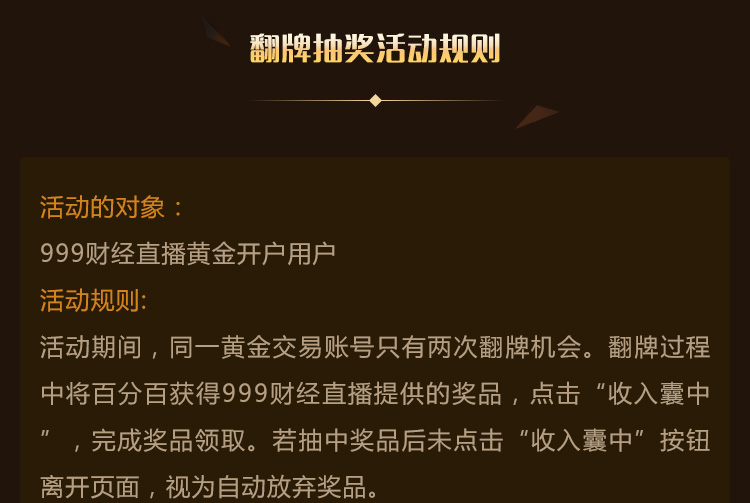 翻牌抽奖活动规则
活动的对象：
999财经直播黄金开户用户
活动规则:
活动期间，同一黄金交易账号只有两次翻牌机会。翻牌过程
中将百分百获得999财经直播提供的奖品，点击“收入囊中
”，完成奖品领取。若抽中奖品后未点击“收入囊中”按钮
离开页面，视为自动放弃奖品。